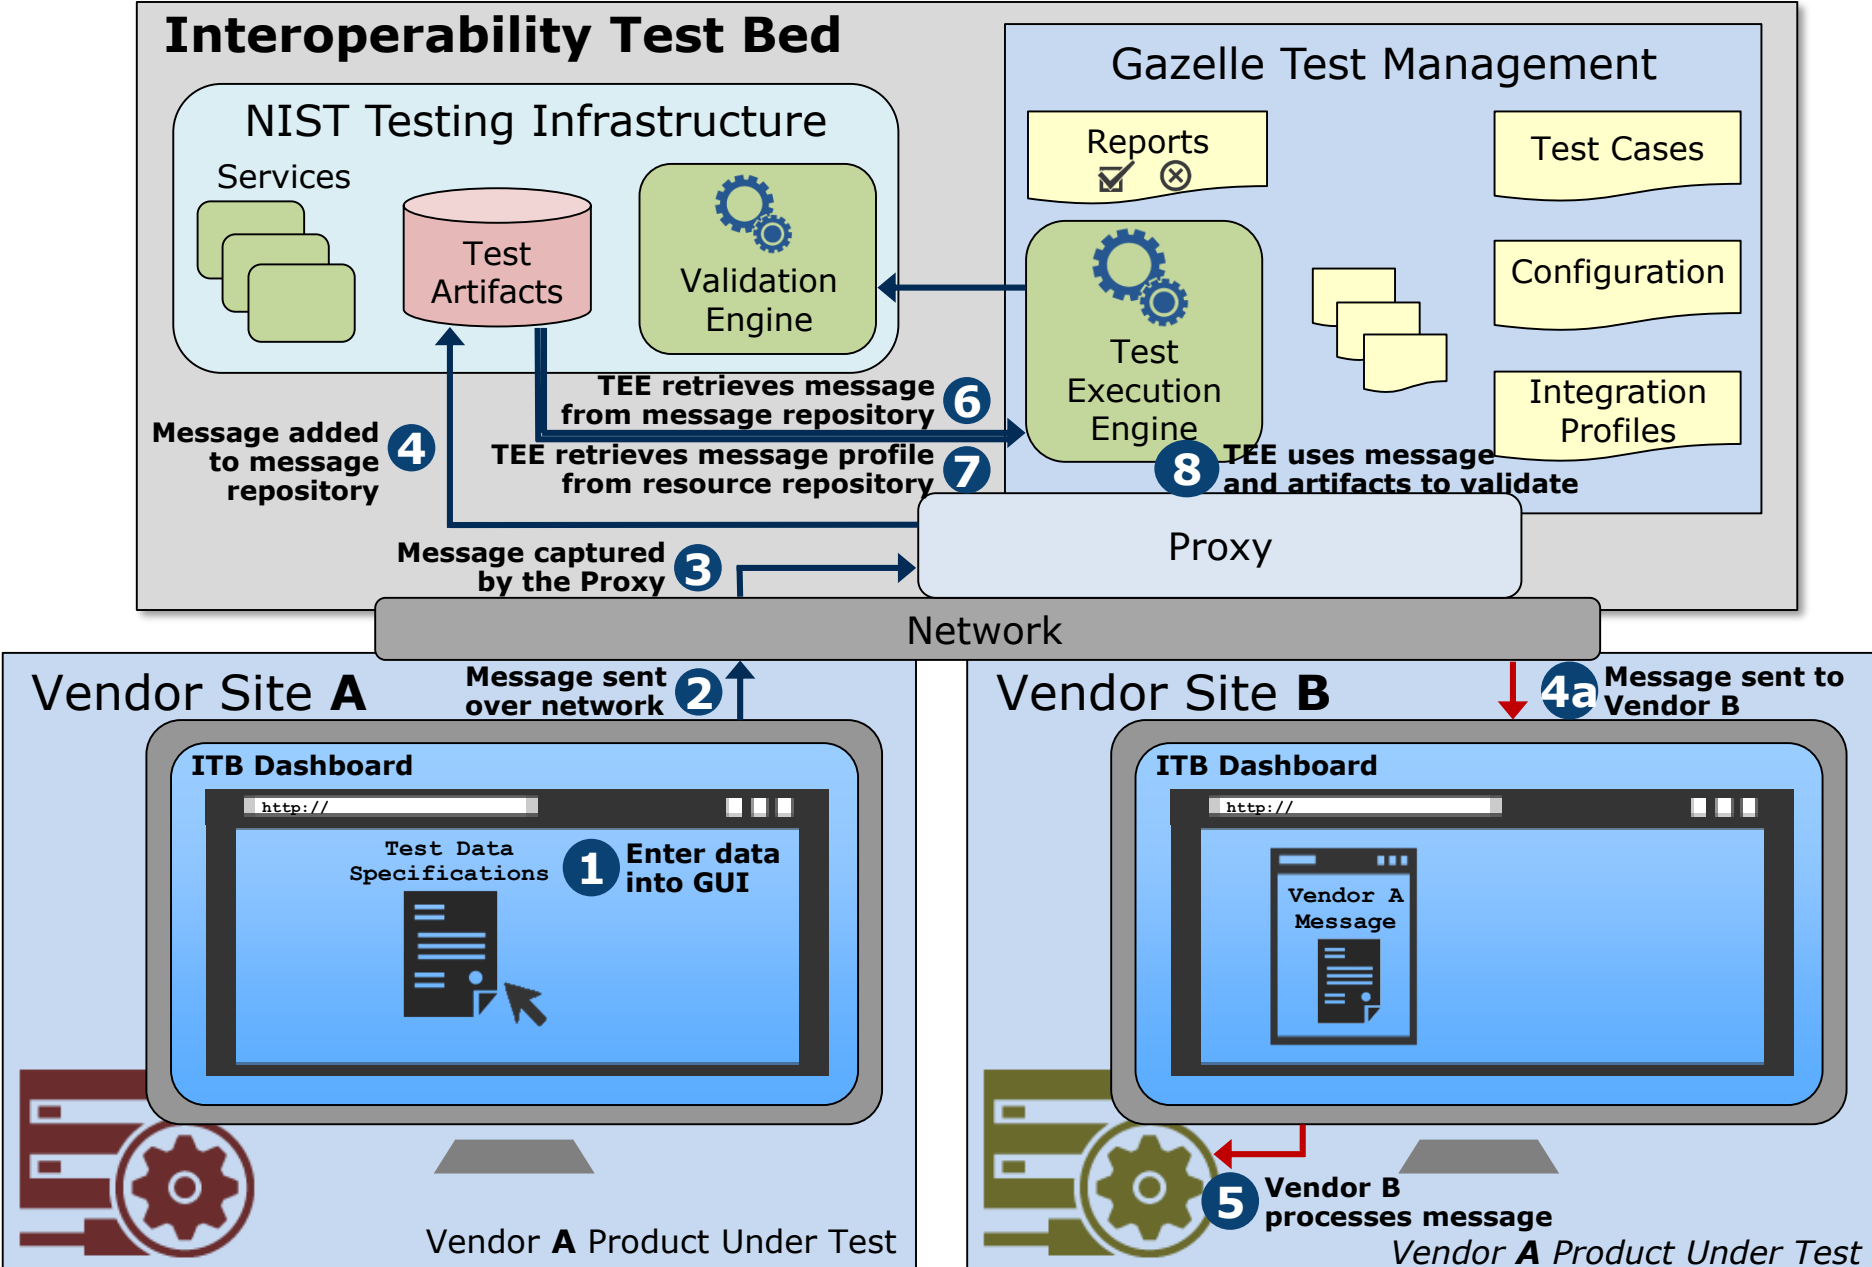 Interoperability Test Bed
Gazelle Test Management
NIST Testing Infrastructure
Services
Test
Artifacts
Validation
Engine
Reports
Test Cases
Configuration
Integration
Profiles
Test
Execution
Engine
TEE retrieves message
from message repository
6
TEE retrieves message profile
from resource repository
7
8
TEE uses message
and artifacts to validate
Message added
to message
repository
4
Proxy
Message captured
by the Proxy
3
Network
Vendor Site A
Message sent
over network
2
ITB Dashboard
http://
Test Data
Specifications
1
Enter data
into GUI
Vendor A Product Under Test
Vendor Site B
4a
Message sent to
Vendor B
ITB Dashboard
http://
Vendor A
Message
5
Vendor B
processes message
Vendor A Product Under Test